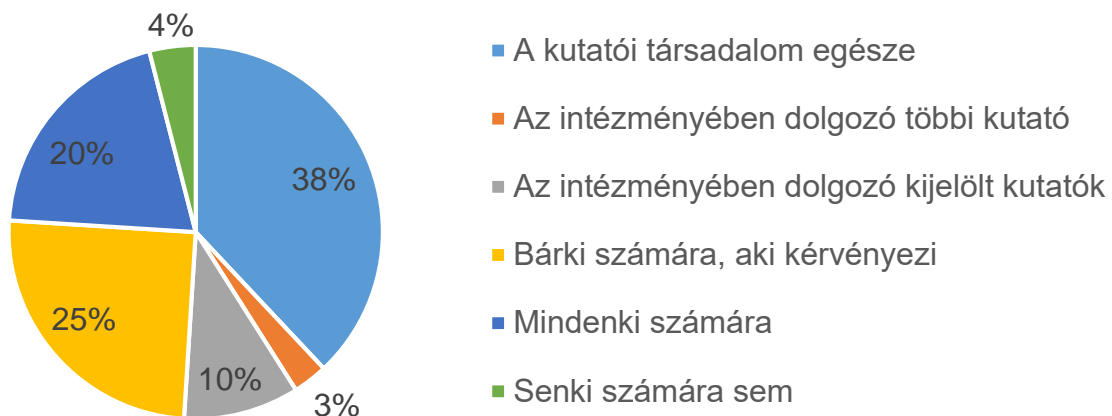 4%
20%
38%
25%
10%
3%
A kutatói társadalom egésze
Az intézményében dolgozó többi kutató
Az intézményében dolgozó kijelölt kutatók
Bárki számára, aki kérvényezi
Mindenki számára
Senki számára sem